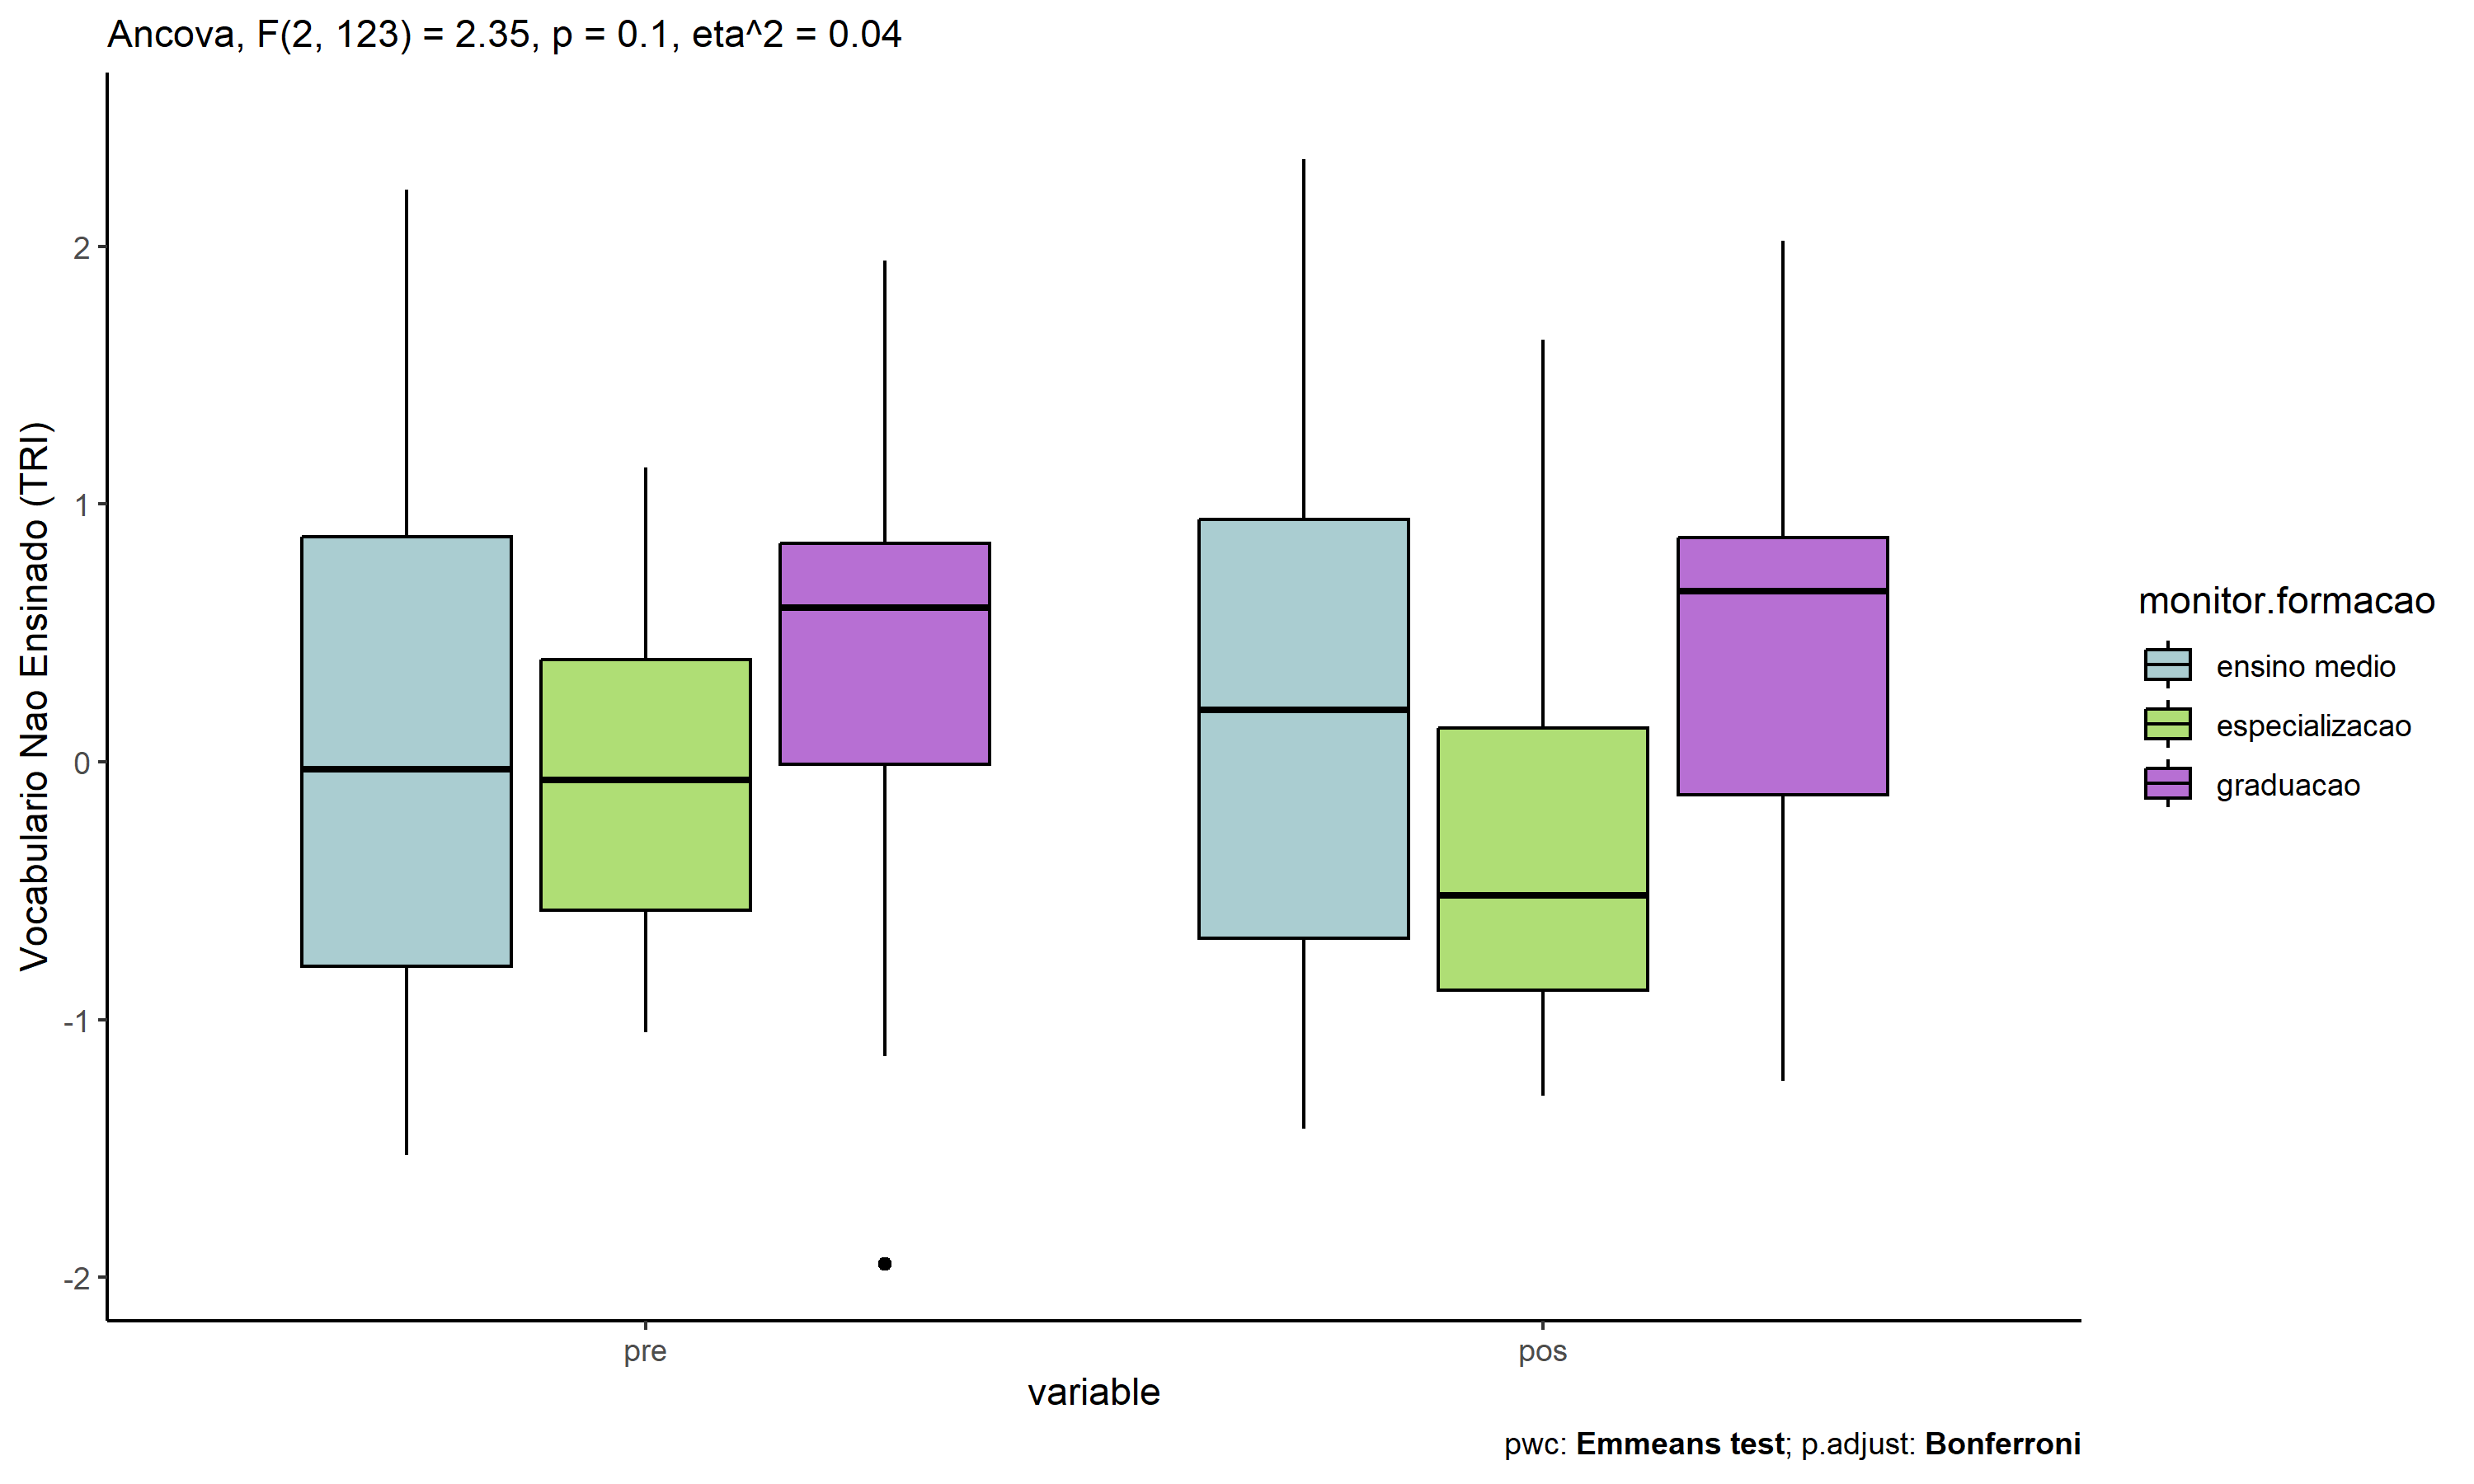 Ancova, F(2, 123) = 2.35, p = 0.1, eta^2 = 0.04
Vocabulario Nao Ensinado (TRI)
2
1
0
-1
-2
pre
pos
variable
monitor.formacao
ensino medio
especializacao
graduacao
pwc: Emmeans test; p.adjust: Bonferroni